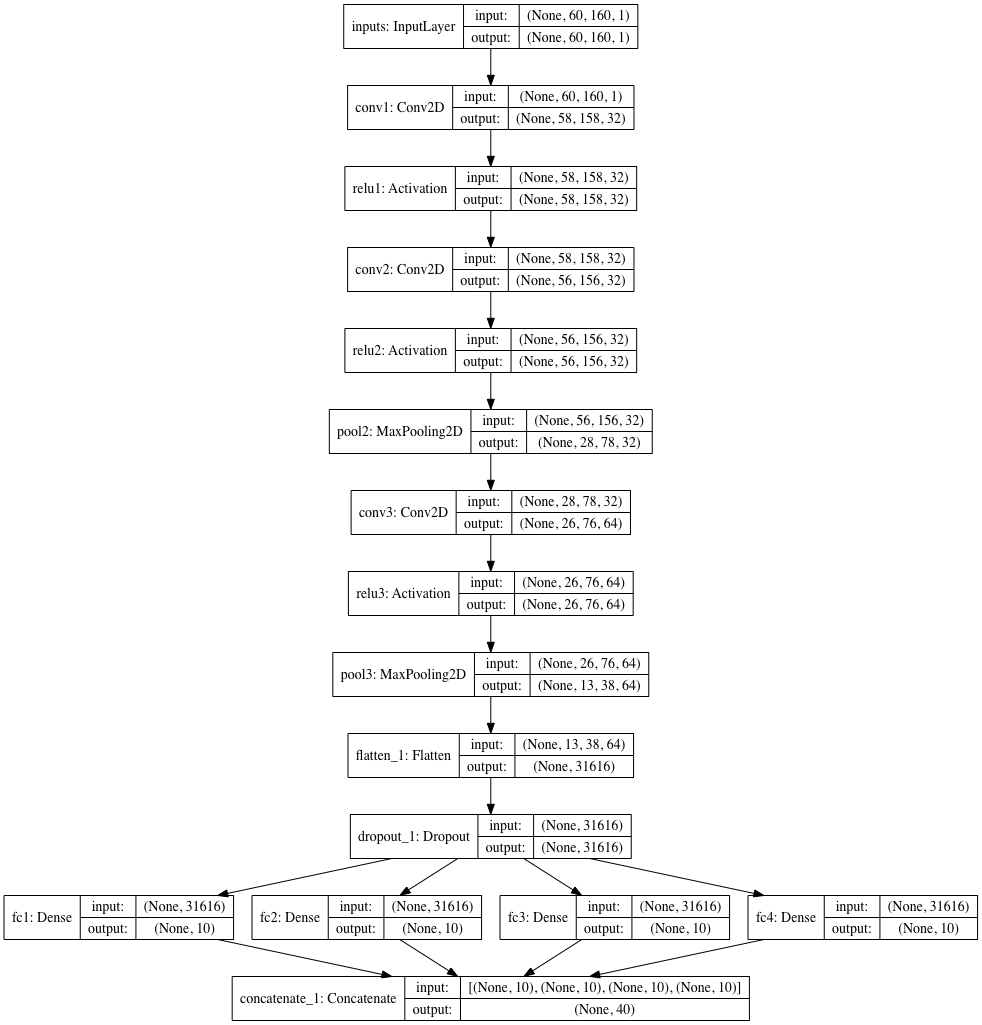 inputs: InputLayer input: (None, 60, 160, 1)
output: (None, 60, 160, 1)
conv1: Conv2D input: (None, 60, 160, 1)
output: (None, 58, 158, 32)
relu1: Activation input: (None, 58, 158, 32)
output: (None, 58, 158, 32)
conv2: Conv2D input: (None, 58, 158, 32)
output: (None, 56, 156, 32)
relu2: Activation input: (None, 56, 156, 32)
output: (None, 56, 156, 32)
pool2: MaxPooling2D input: (None, 56, 156, 32)
output: (None, 28, 78, 32)
conv3: Conv2D input: (None, 28, 78, 32)
output: (None, 26, 76, 64)
relu3: Activation input: (None, 26, 76, 64)
output: (None, 26, 76, 64)
pool3: MaxPooling2D input: (None, 26, 76, 64)
output: (None, 13, 38, 64)
flatten_1: Flatten input: (None, 13, 38, 64)
output: (None, 31616)
dropout_1: Dropout input: (None, 31616)
output: (None, 31616)
fc1: Dense input: (None, 31616)
output: (None, 10)
fc2: Dense input: (None, 31616)
output: (None, 10)
fc3: Dense input: (None, 31616)
output: (None, 10)
fc4: Dense input: (None, 31616)
output: (None, 10)
concatenate_1: Concatenate input: [(None, 10), (None, 10), (None, 10), (None, 10)]
output: (None, 40)